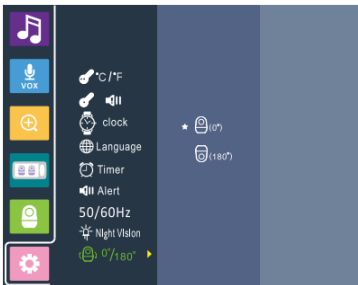 VOX
°C/°F
clock
Language
Timer
Alert
50/60Hz
Night Vision
0°/180°
(0°)
(180°)